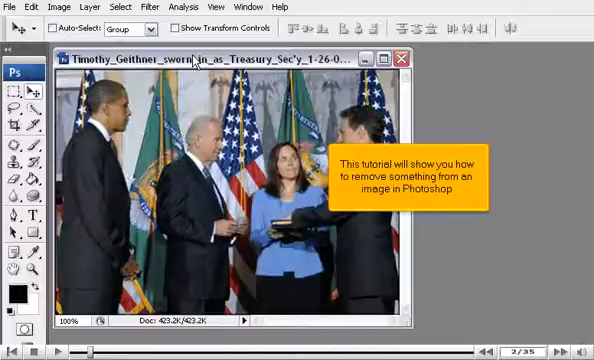 File Edit Image Layer Select Filter Analysis View Window Help
Auto-Select: Group Show Transform Controls
Timothy_Geithner_sworn_in_as_Treasury_Sec'y_1-26-0...
Ps
This tutorial will show you how
to remove something from an
image in Photoshop
T
100% Doc: 423.2K/423.2K
2/35